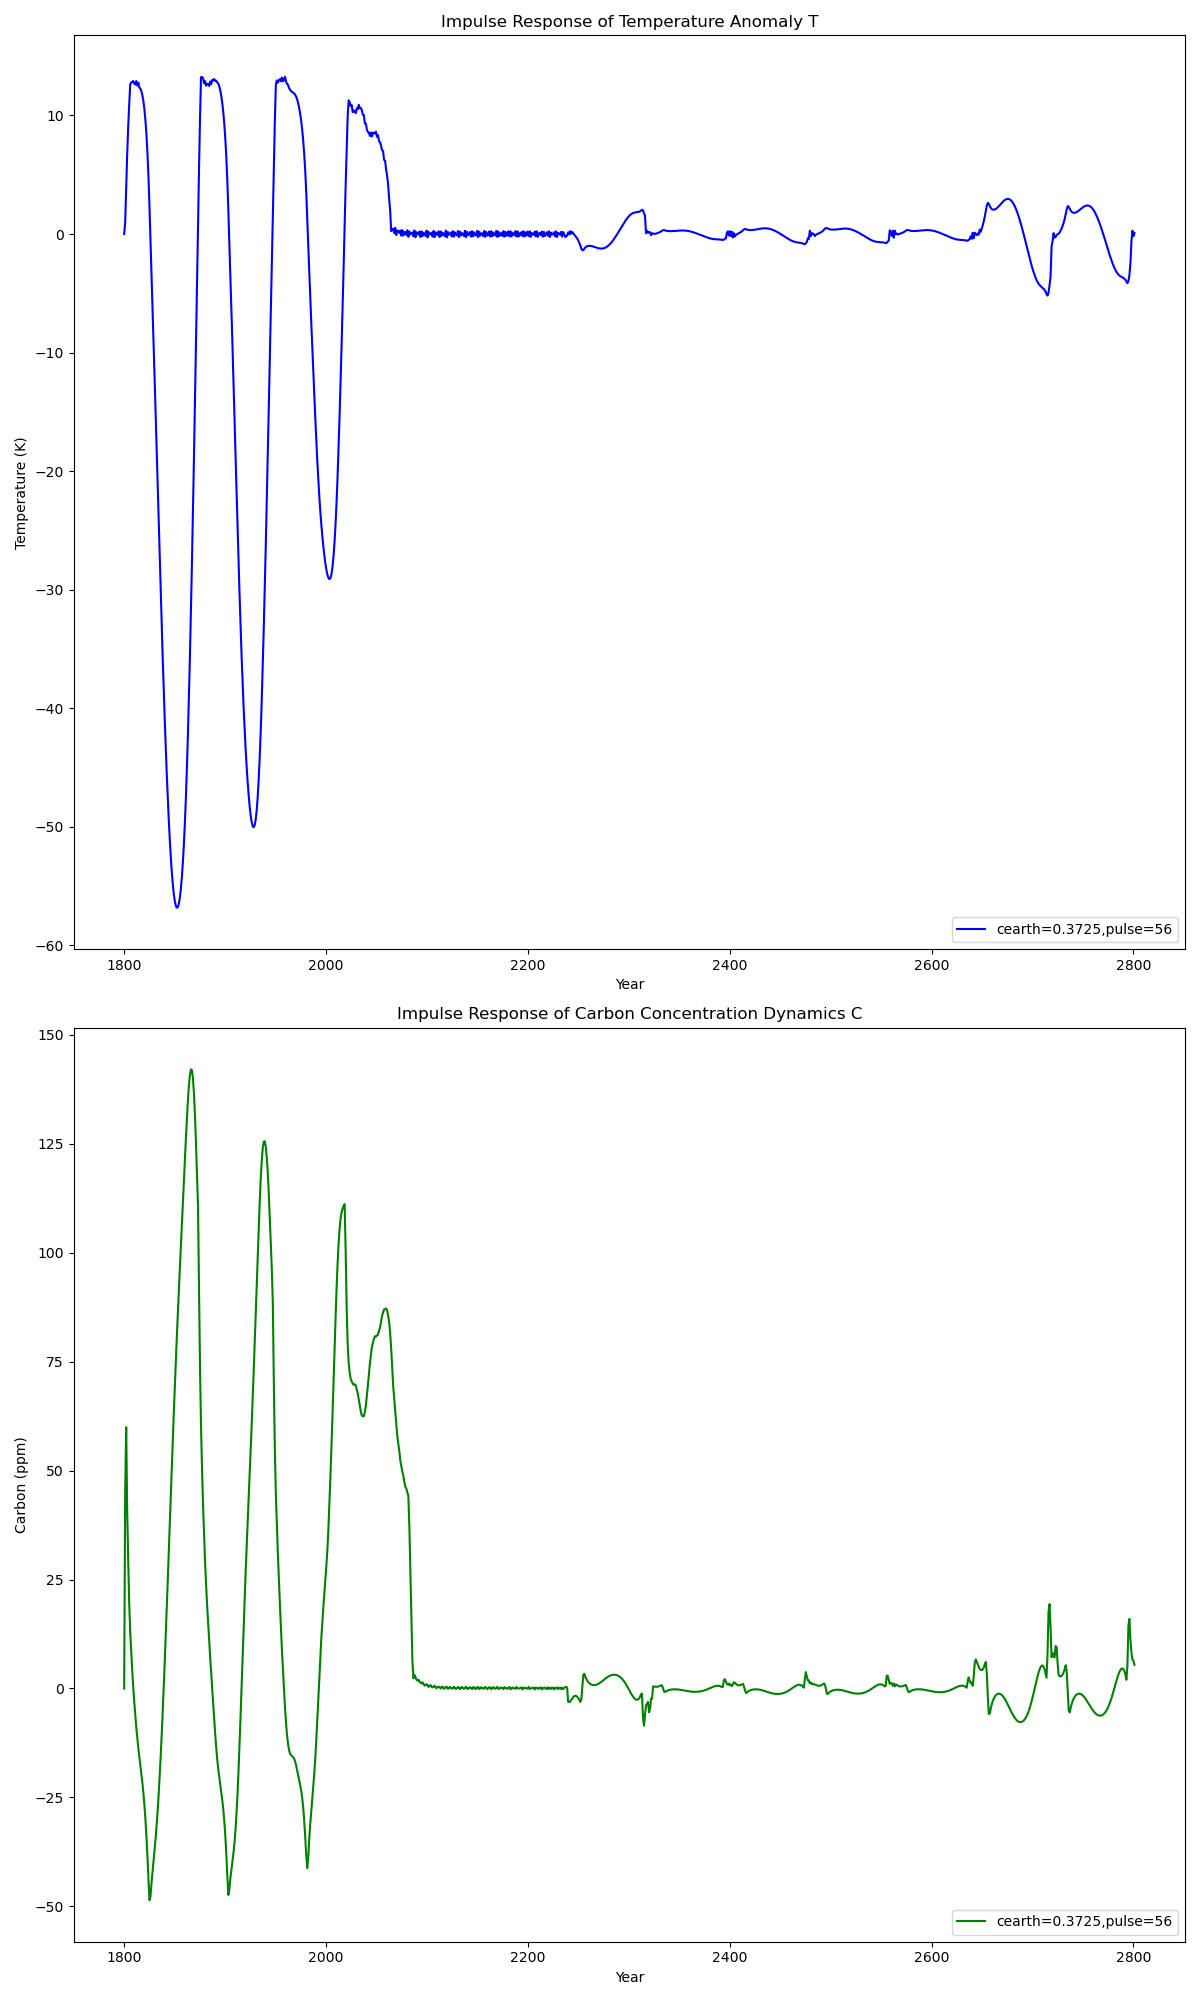 Impulse Response of Temperature Anomaly T
Temperature (K)
10
0
−10
−20
−30
−40
−50
−60
1800 2000 2200 2400 2600 2800
Year
cearth=0.3725,pulse=56
Impulse Response of Carbon Concentration Dynamics C
Carbon (ppm)
150
125
100
75
50
25
0
−25
−50
1800 2000 2200 2400 2600 2800
Year
cearth=0.3725,pulse=56